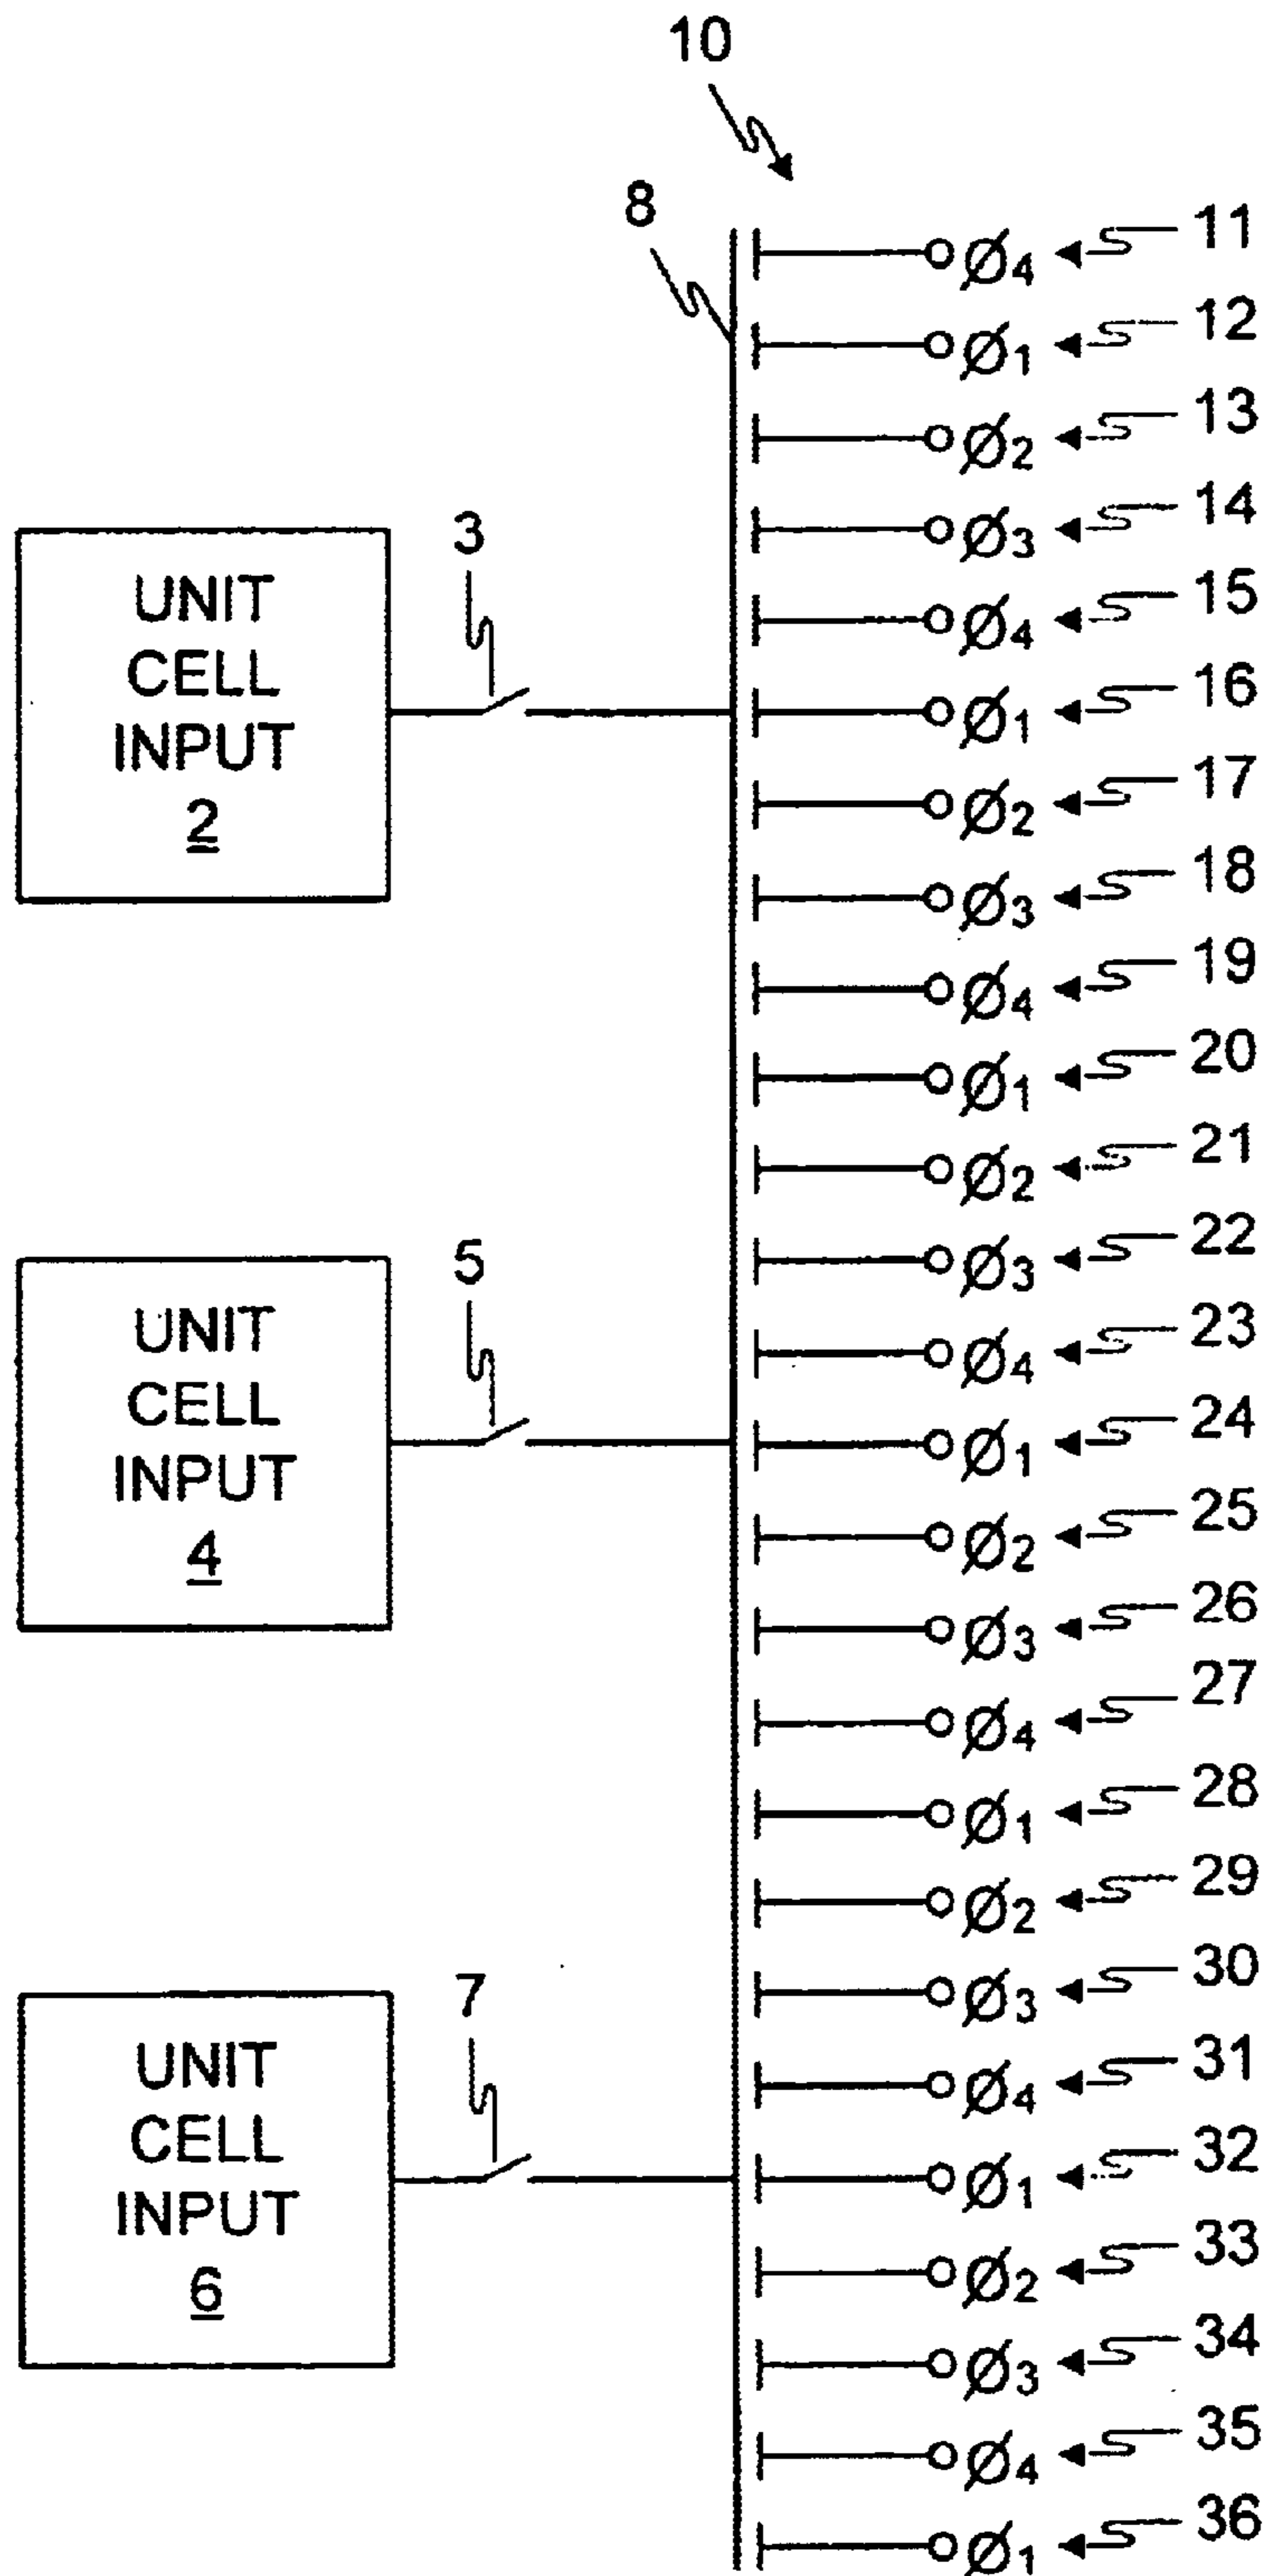 10
8
Ø4 11
Ø1 12
Ø2 13
Ø3 14
3
Ø4 15
UNIT
CELL
INPUT
2
Ø1 16
Ø2 17
Ø3 18
Ø4 19
Ø1 20
Ø2 21
Ø3 22
5
Ø4 23
UNIT
CELL
INPUT
4
Ø1 24
Ø2 25
Ø3 26
Ø4 27
Ø1 28
Ø2 29
Ø3 30
7
Ø4 31
UNIT
CELL
INPUT
6
Ø1 32
Ø2 33
Ø3 34
Ø4 35
Ø1 36